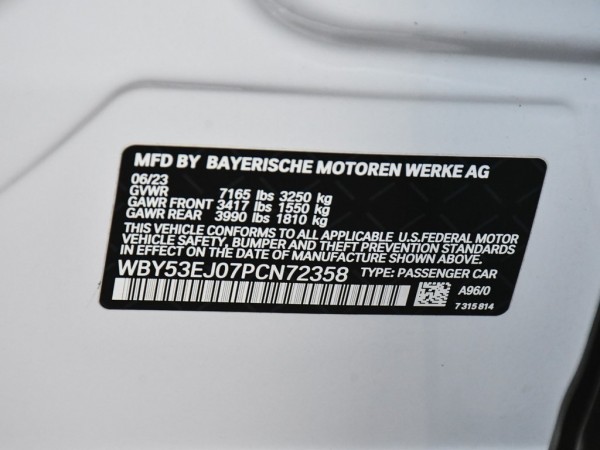 MFD BY BAYERISCHE MOTOREN WERKE AG
06/23
GVWR 7165 lbs 3250 kg
GAWR FRONT 3417 lbs 1550 kg
GAWR REAR 3990 lbs 1810 kg
THIS VEHICLE CONFORMS TO ALL APPLICABLE U.S.FEDERAL MOTOR
VEHICLE SAFETY, BUMPER AND THEFT PREVENTION STANDARDS
IN EFFECT ON THE DATE OF MANUFACTURE SHOWN ABOVE.
WBY53EJ07PCN72358 TYPE: PASSENGER CAR
A96/0
7 315 814